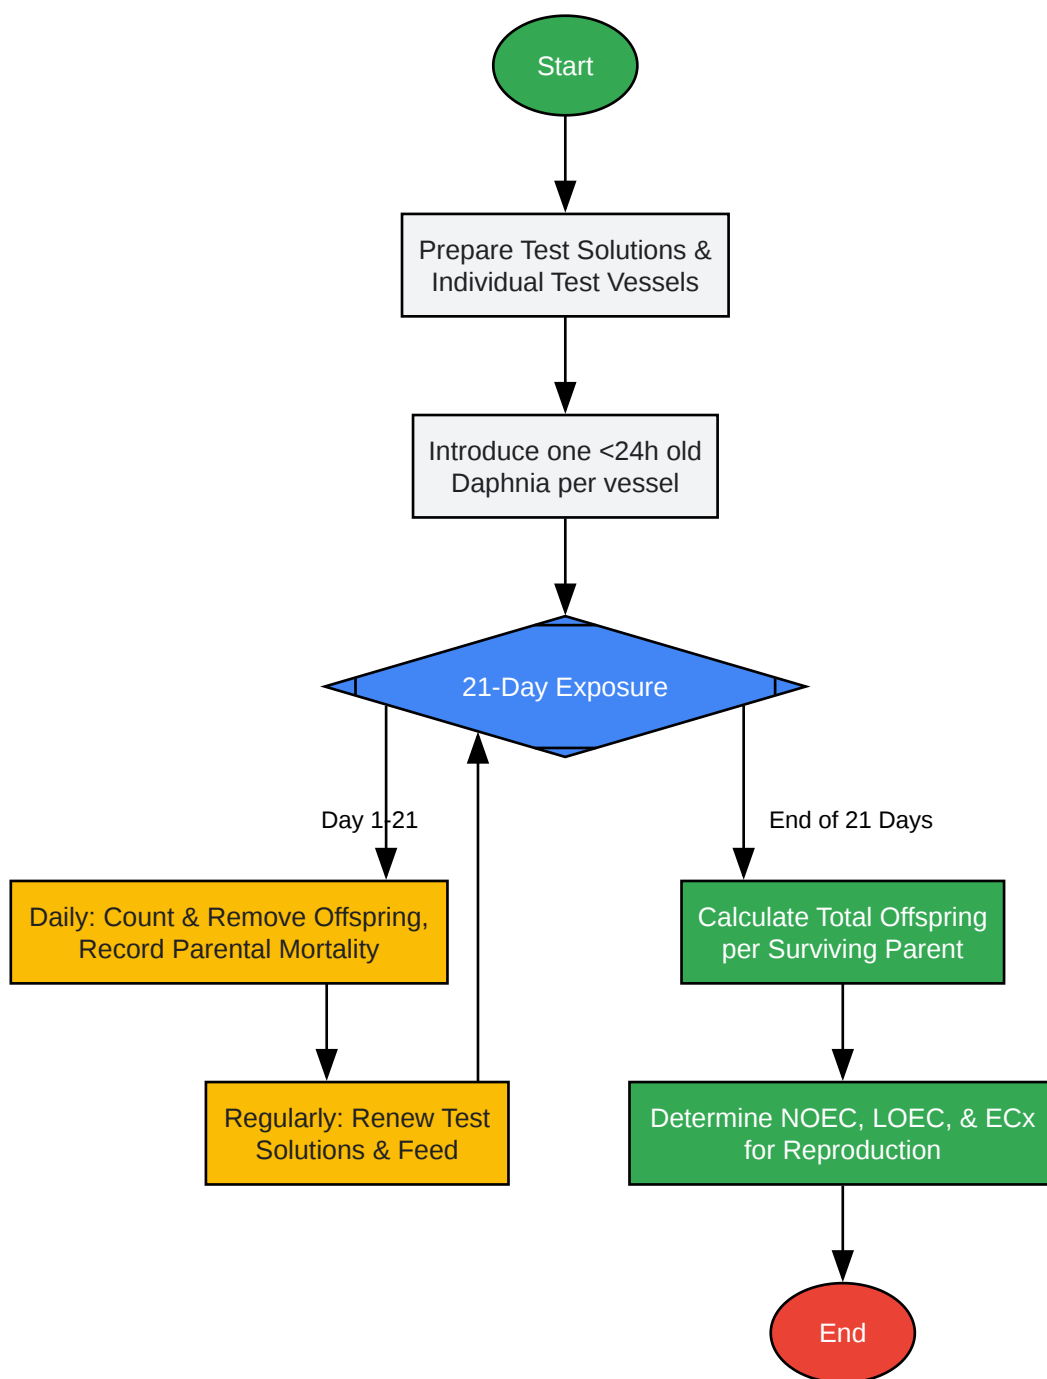 Start
Prepare Test Solutions &
Individual Test Vessels
Introduce one <24h old
Daphnia per vessel
21-Day Exposure
Day 1-21
End of 21 Days
Daily: Count & Remove Offspring,
Record Parental Mortality
Calculate Total Offspring
per Surviving Parent
Regularly: Renew Test
Solutions & Feed
Determine NOEC, LOEC, & ECx
for Reproduction
End